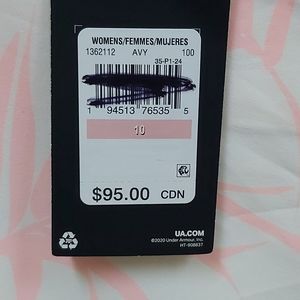 WOMENS/FEMMES/MUJERES
1362112 AVY 100
35-P1-24
1 94513 76535 5
10
$95.00 CDN
UA.COM
©2020 Under Armour, Inc.
HT-908837